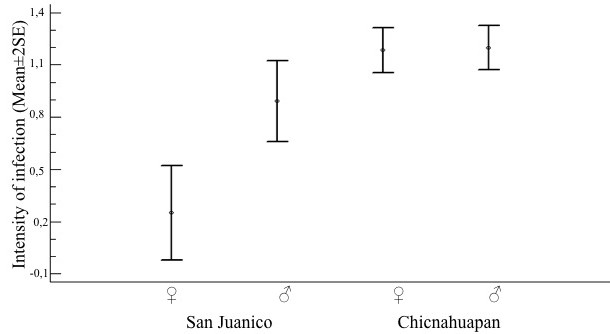 Intensity of infection (Mean±2SE)
1,4
1,1
0,8
0,5
0,2
-0,1
♀ ♂ ♀ ♂
San Juanico Chicnahuapan